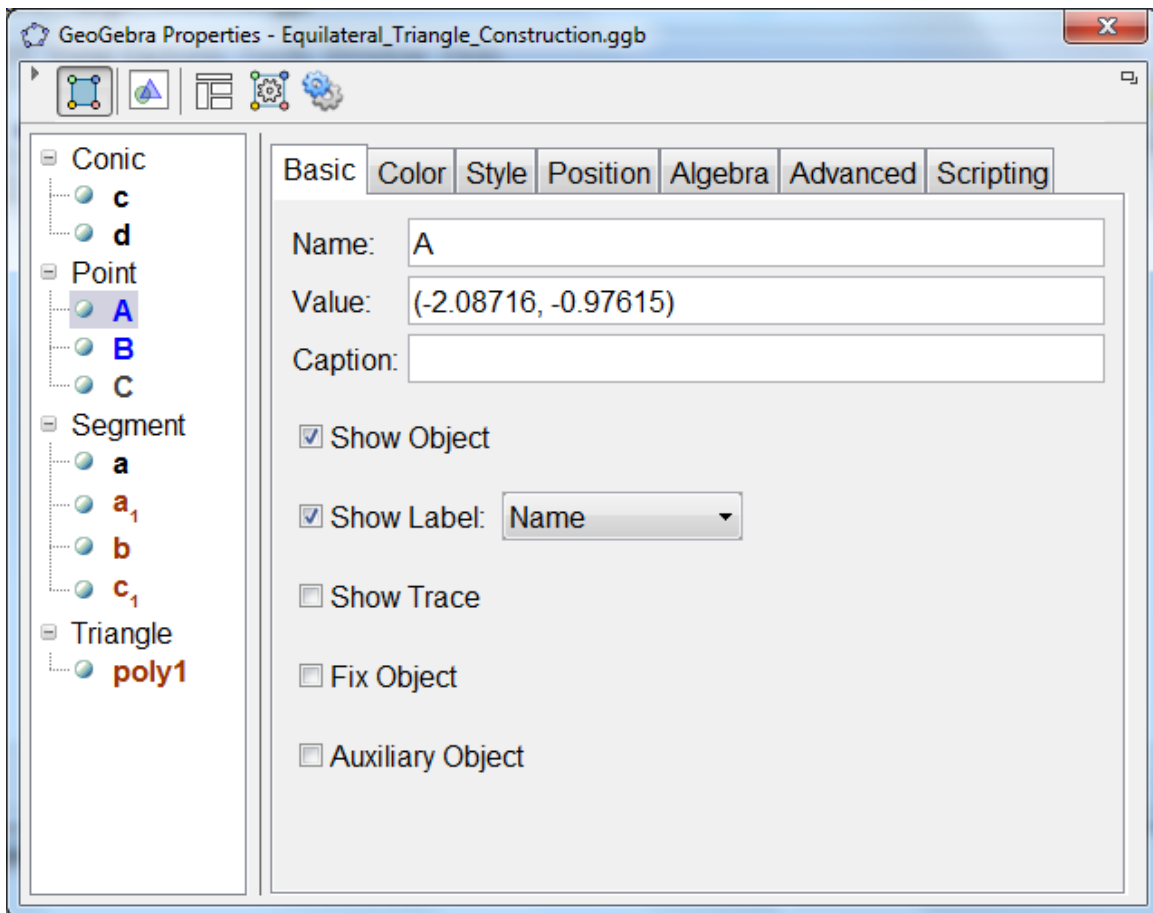 GeoGebra Properties - Equilateral_Triangle_Construction.ggb
Conic
c
d
Point
A
B
C
Segment
a
a₁
b
c₁
Triangle
poly1
Basic Color Style Position Algebra Advanced Scripting
Name: A
Value: (-2.08716, -0.97615)
Caption:
Show Object
Show Label: Name
Show Trace
Fix Object
Auxiliary Object